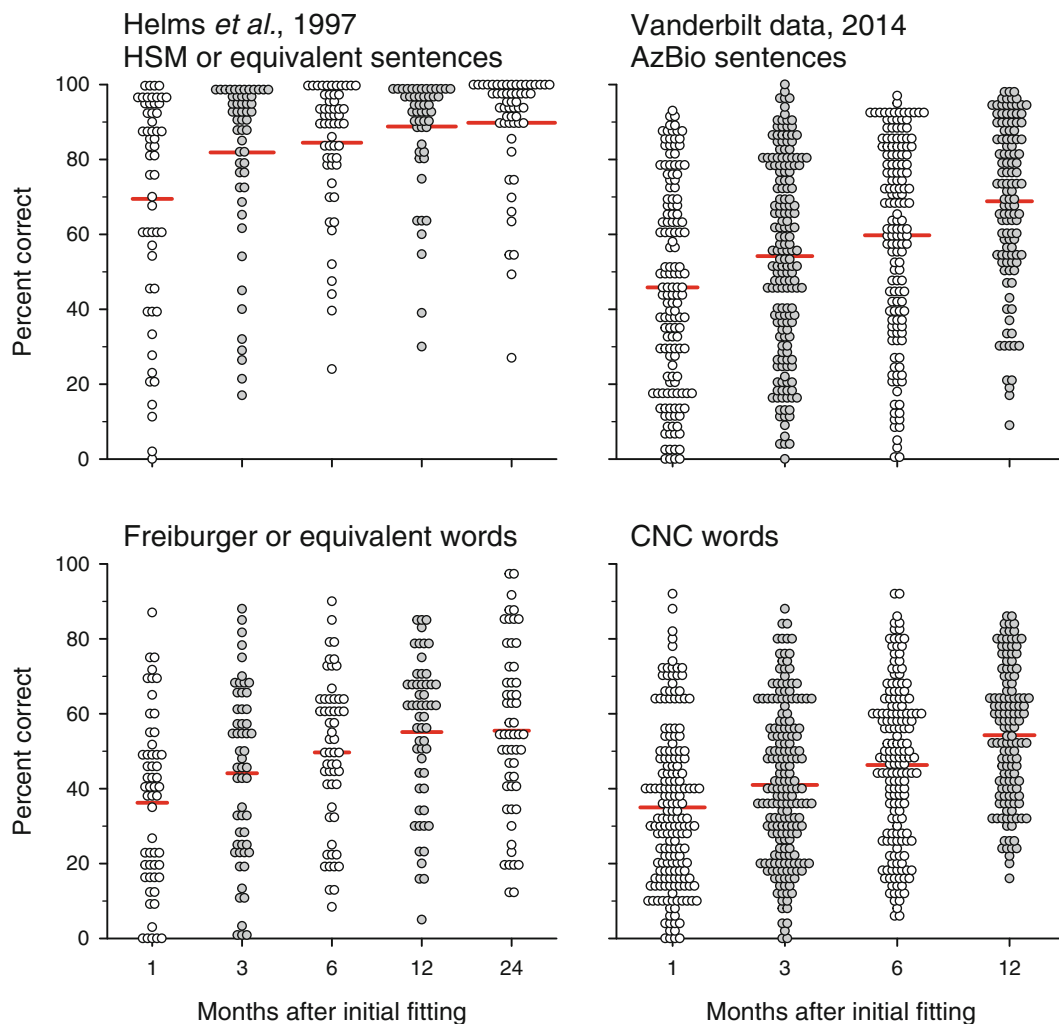 Helms et al., 1997
HSM or equivalent sentences
Vanderbilt data, 2014
AzBio sentences
Percent correct
100
80
60
40
20
0
Freiburger or equivalent words
CNC words
Percent correct
100
80
60
40
20
0
1 3 6 12 24
1 3 6 12
Months after initial fitting
Months after initial fitting